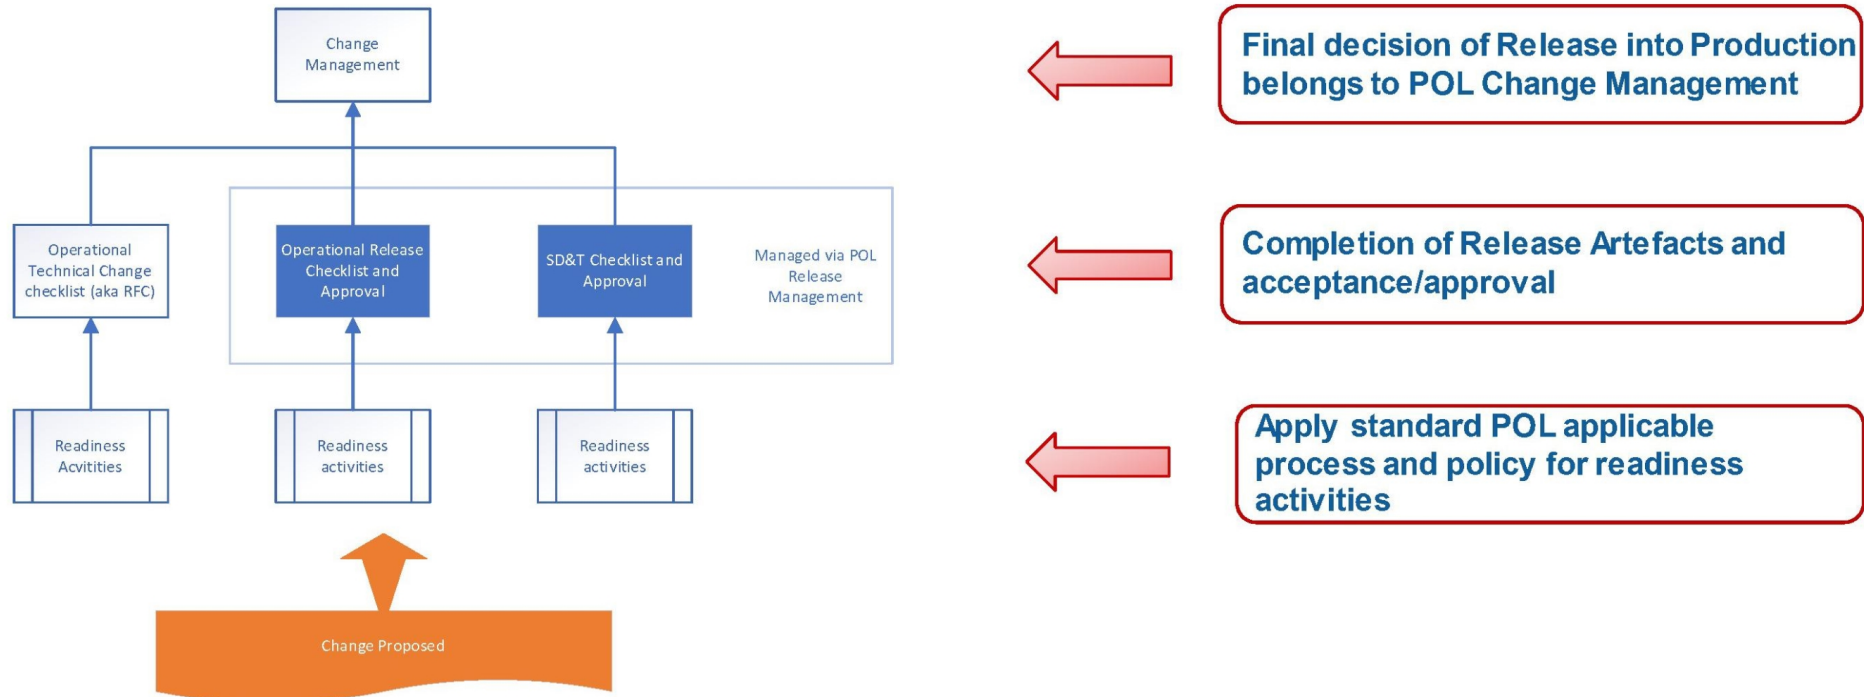 Change
Management
Final decision of Release into Production
belongs to POL Change Management
Operational
Technical Change
checklist (aka RFC)
Operational Release
Checklist and
Approval
SD&T Checklist and
Approval
Managed via POL
Release
Management
Completion of Release Artefacts and
acceptance/approval
Readiness
Acvitities
Readiness
activities
Readiness
activities
Apply standard POL applicable
process and policy for readiness
activities
Change Proposed